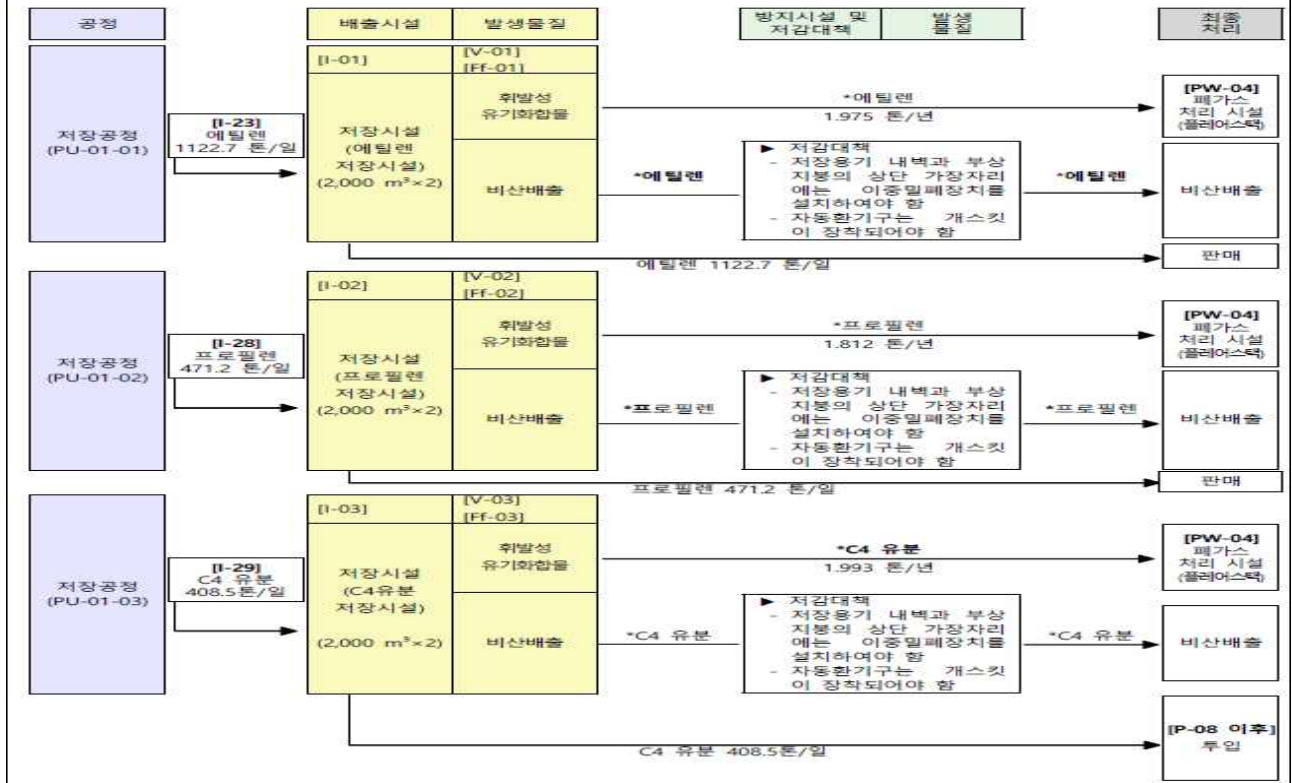 공정
배출시설
발생물질
방지시설 및
저감대책
발생
물질
최종
처리
저장공정
(PU-01-01)
[I-23]
에틸렌
1122.7 톤/일
[I-01]
저장시설
(에틸렌
저장시설)
(2,000 m³×2)
[V-01]
[Ff-01]
휘발성
유기화합물
비산배출
*에틸렌
1.975 톤/년
*에틸렌
► 저감대책
- 저장용기 내벽과 부상
지붕의 상단 가장자리
에는 이중밀폐장치를
설치하여야 함
- 자동환기구는 개스킷
이 장착되어야 함
*에틸렌
[PW-04]
폐가스
처리 시설
(플레어스택)
비산배출
에틸렌 1122.7 톤/일
판매
저장공정
(PU-01-02)
[I-28]
프로필렌
471.2 톤/일
[I-02]
저장시설
(프로필렌
저장시설)
(2,000 m³×2)
[V-02]
[Ff-02]
휘발성
유기화합물
비산배출
*프로필렌
1.812 톤/년
*프로필렌
► 저감대책
- 저장용기 내벽과 부상
지붕의 상단 가장자리
에는 이중밀폐장치를
설치하여야 함
- 자동환기구는 개스킷
이 장착되어야 함
*프로필렌
[PW-04]
폐가스
처리 시설
(플레어스택)
비산배출
프로필렌 471.2 톤/일
판매
저장공정
(PU-01-03)
[I-29]
C4 유분
408.5톤/일
[I-03]
저장시설
(C4유분
저장시설)
(2,000 m³×2)
[V-03]
[Ff-03]
휘발성
유기화합물
비산배출
*C4 유분
1.993 톤/년
*C4 유분
► 저감대책
- 저장용기 내벽과 부상
지붕의 상단 가장자리
에는 이중밀폐장치를
설치하여야 함
- 자동환기구는 개스킷
이 장착되어야 함
*C4 유분
[PW-04]
폐가스
처리 시설
(플레어스택)
비산배출
C4 유분 408.5톤/일
[P-08 이후]
투입